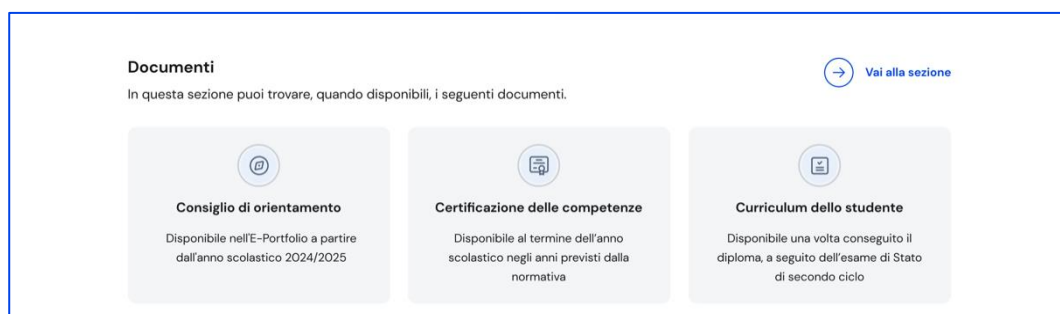 Documenti
Vai alla sezione
In questa sezione puoi trovare, quando disponibili, i seguenti documenti.
Consiglio di orientamento
Disponibile nell'E-Portfolio a partire
dall'anno scolastico 2024/2025
Certificazione delle competenze
Disponibile al termine dell'anno
scolastico negli anni previsti dalla
normativa
Curriculum dello studente
Disponibile una volta conseguito il
diploma, a seguito dell'esame di Stato
di secondo ciclo